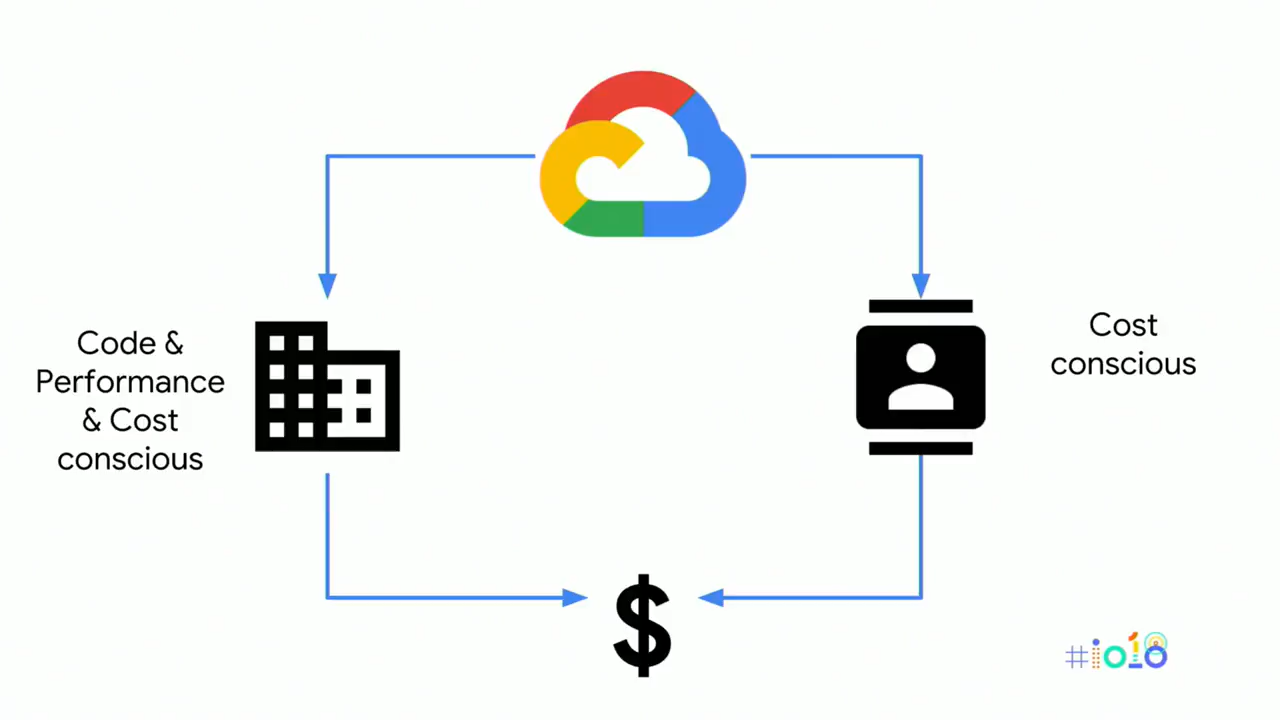 Code &
Performance
& Cost
conscious
Cost
conscious
$
#io18